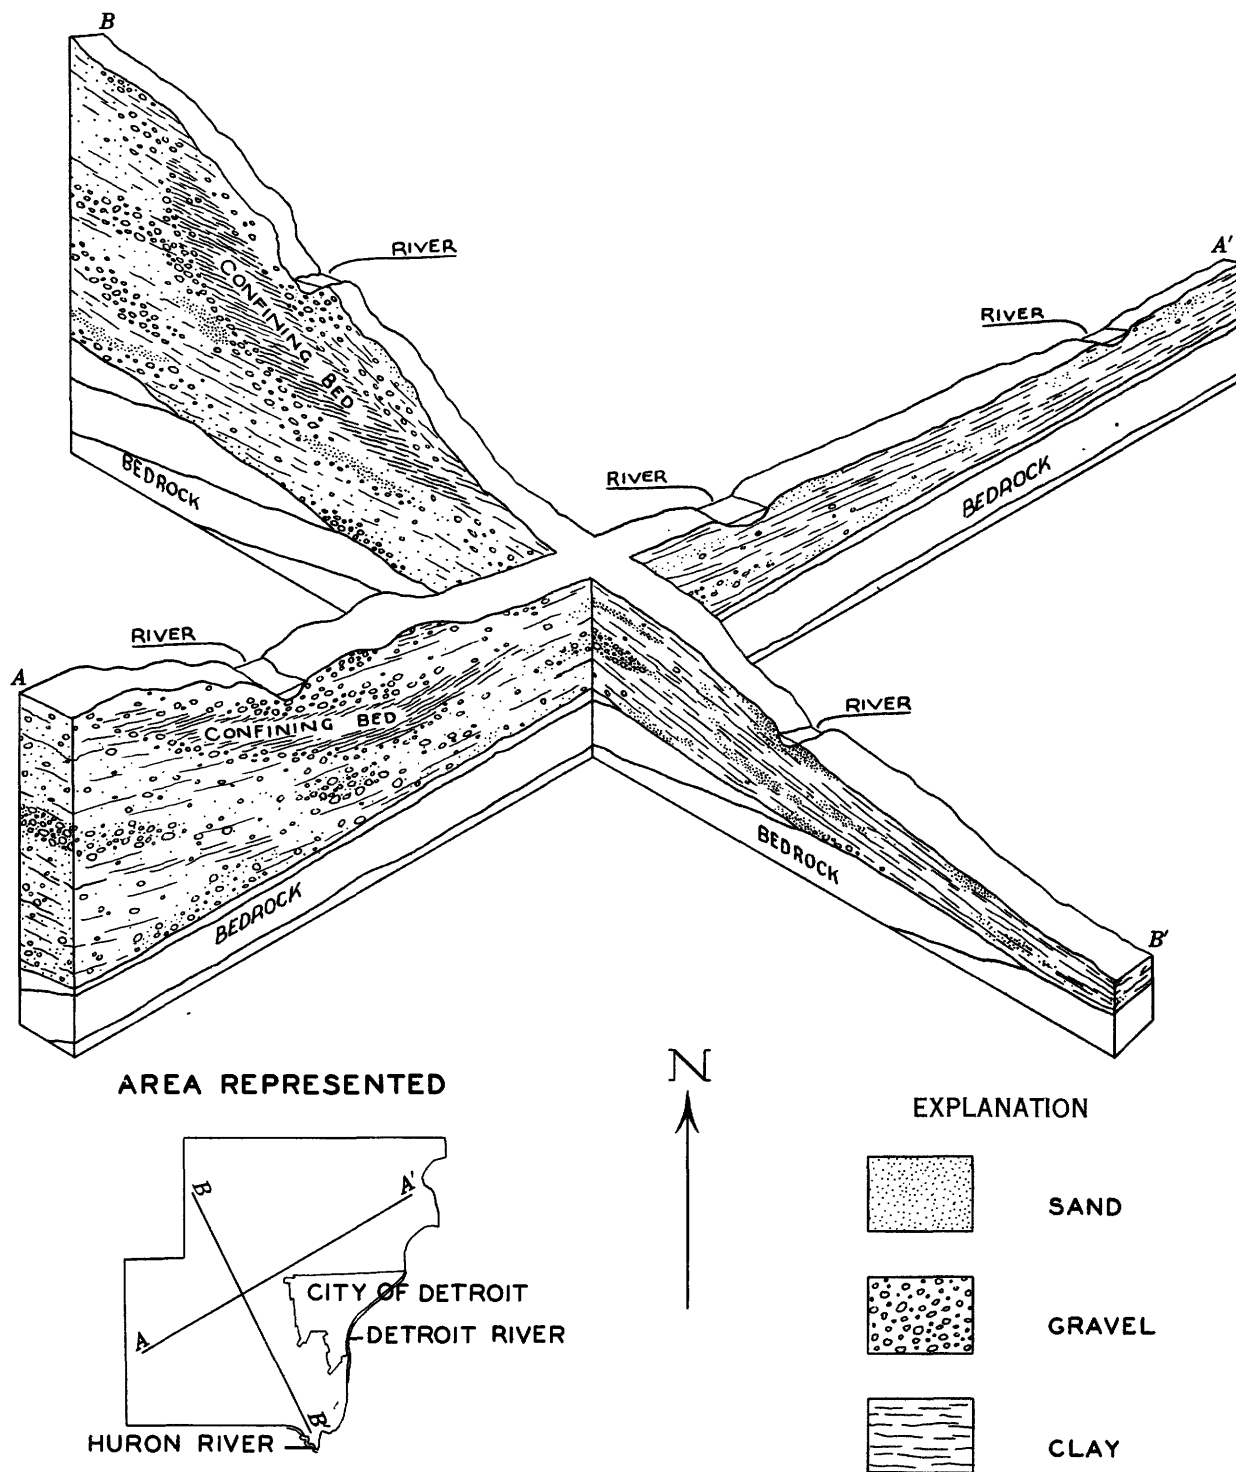 B
RIVER
A'
RIVER
CONFINING BED
RIVER
BEDROCK
BEDROCK
RIVER
A
RIVER
CONFINING BED
BEDROCK
BEDROCK
B'
AREA REPRESENTED
N
EXPLANATION
B
A'
SAND
CITY OF DETROIT
A
DETROIT RIVER
GRAVEL
B'
HURON RIVER
CLAY